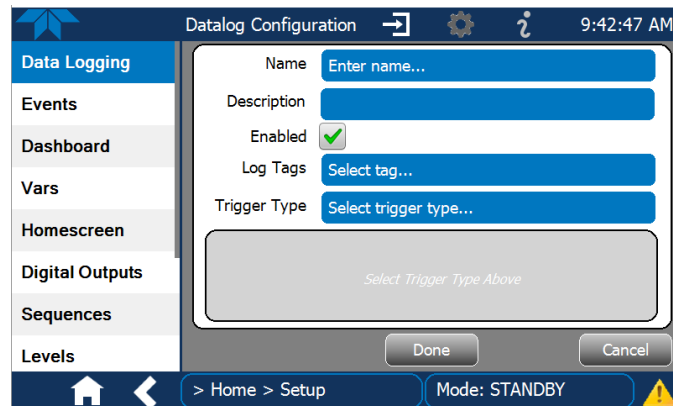 Datalog Configuration 9:42:47 AM
Data Logging
Events
Dashboard
Vars
Homescreen
Digital Outputs
Sequences
Levels
Name Enter name...
Description
Enabled
Log Tags Select tag...
Trigger Type Select trigger type...
Select Trigger Type Above
Done Cancel
> Home > Setup Mode: STANDBY